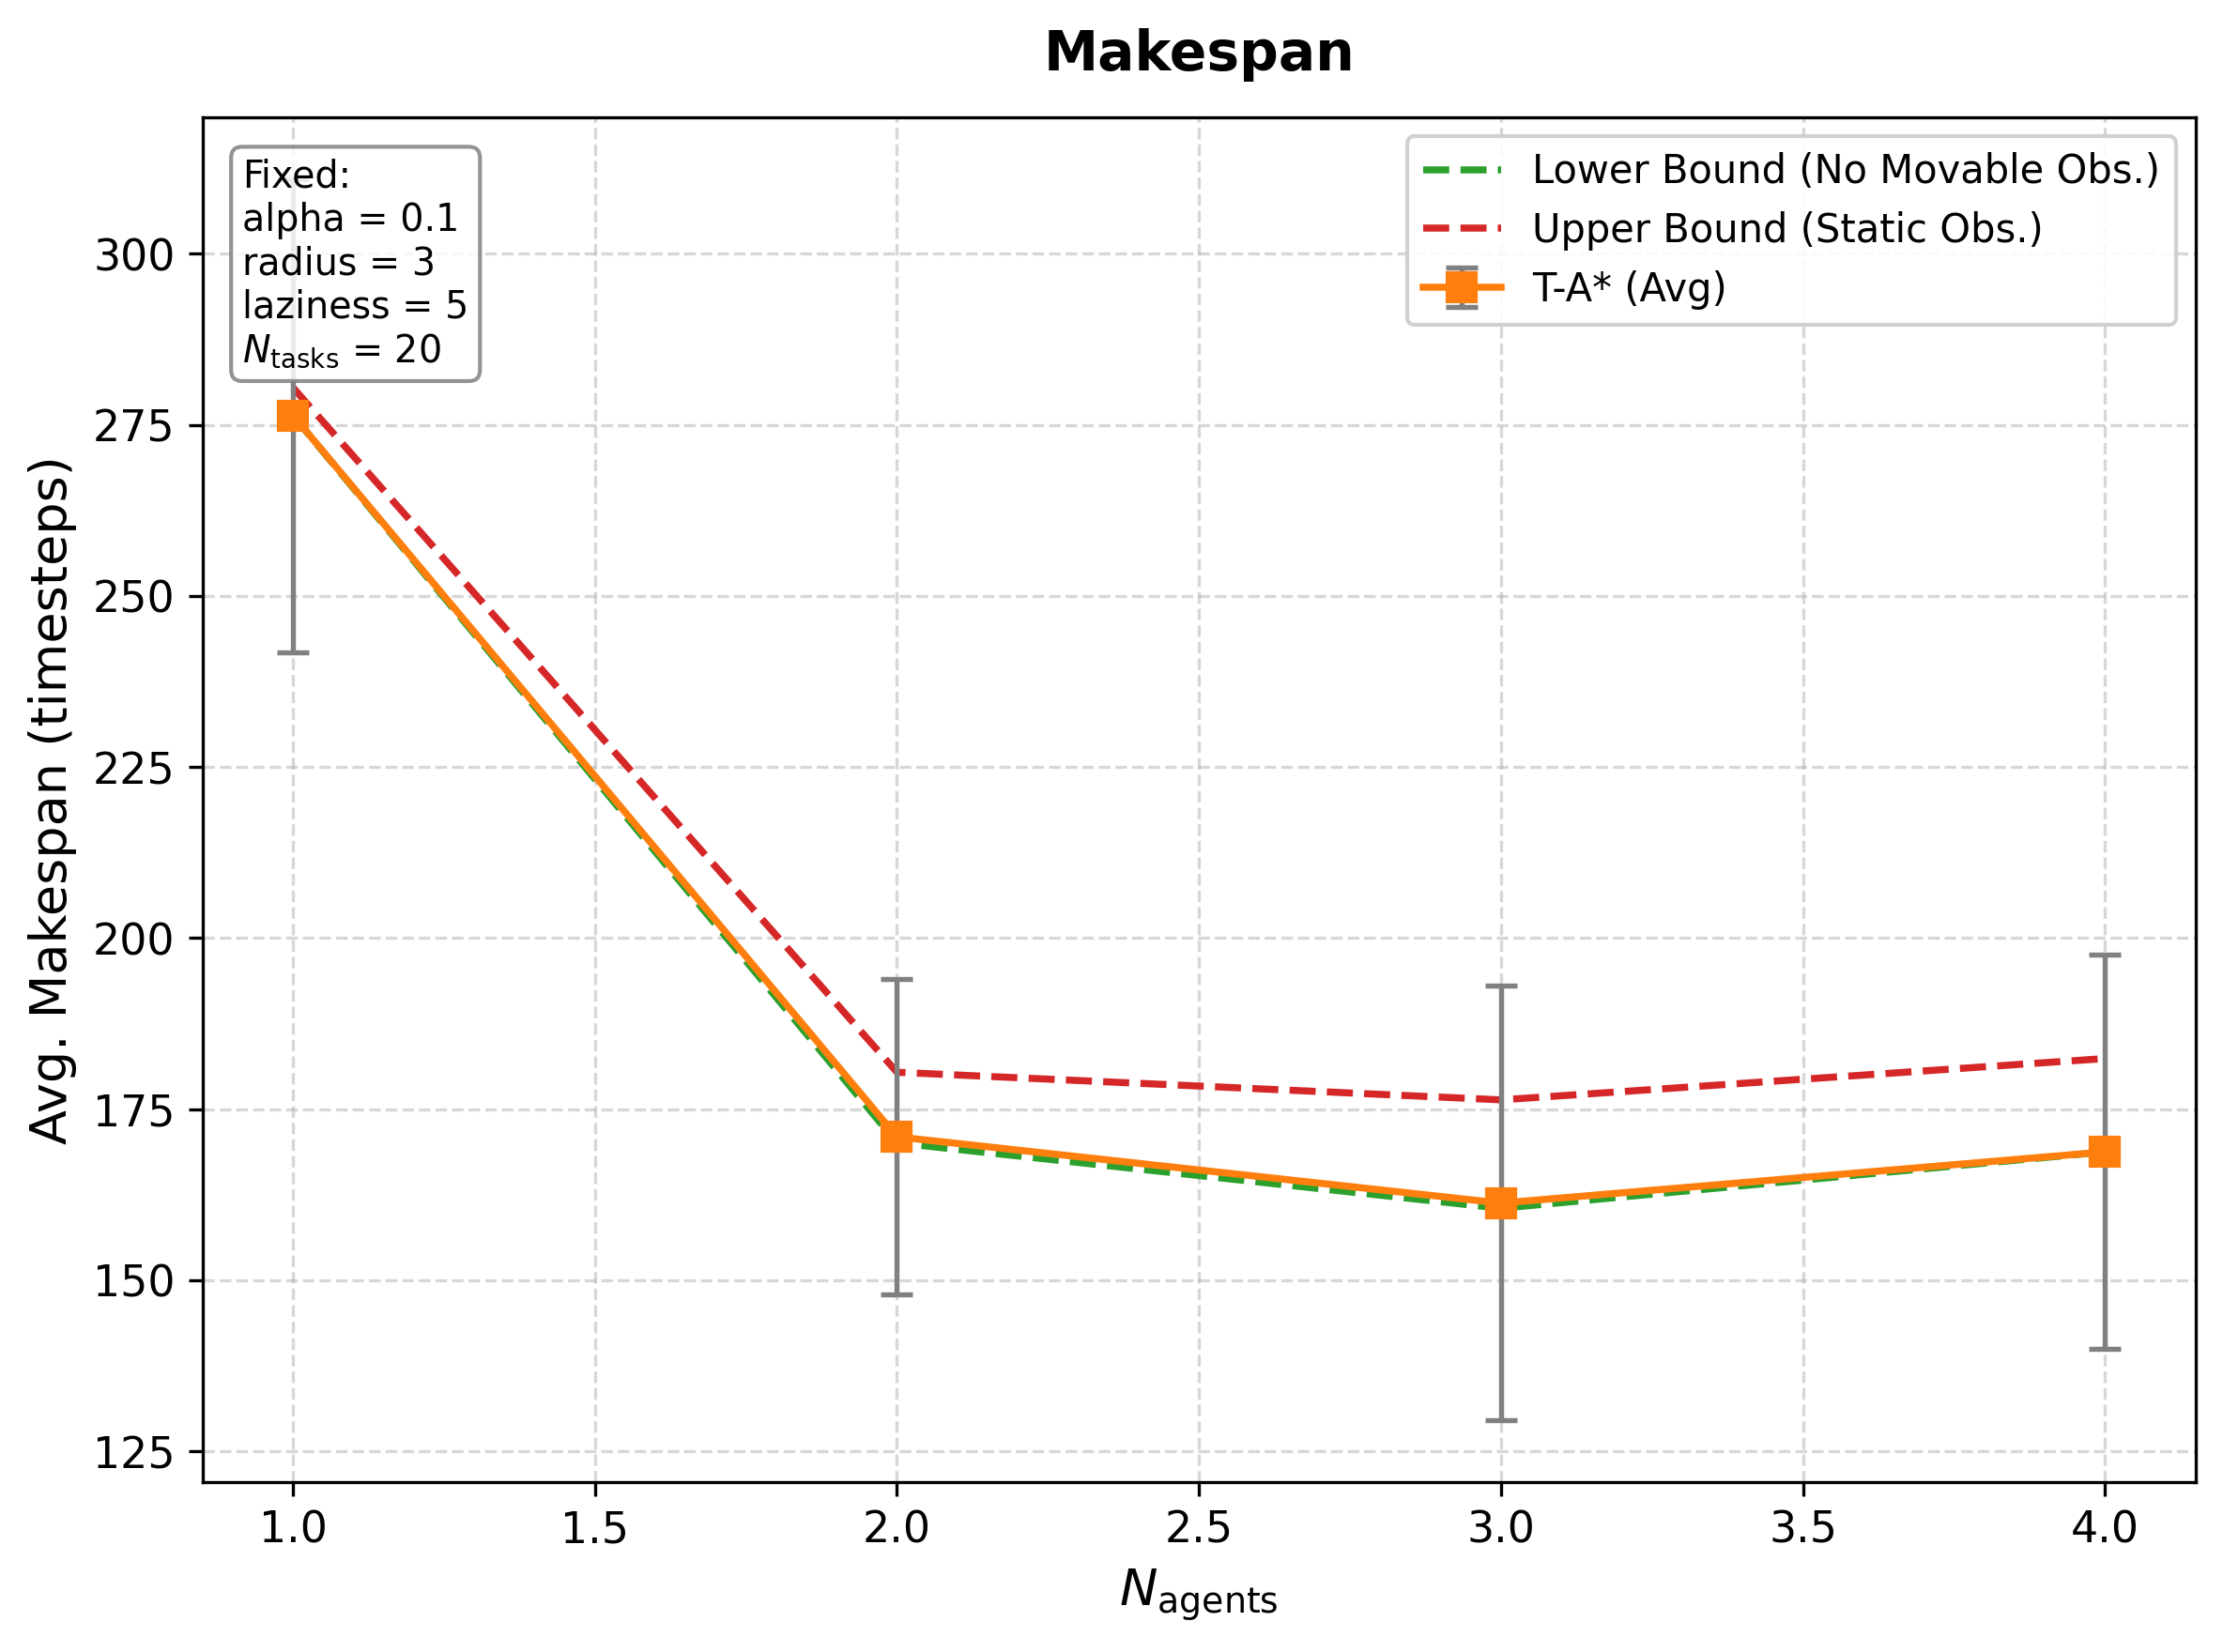 Makespan
Fixed:
alpha = 0.1
radius = 3
laziness = 5
N_tasks = 20
Lower Bound (No Movable Obs.)
Upper Bound (Static Obs.)
T-A* (Avg)
Avg. Makespan (timesteps)
300
275
250
225
200
175
150
125
1.0 1.5 2.0 2.5 3.0 3.5 4.0
N_agents